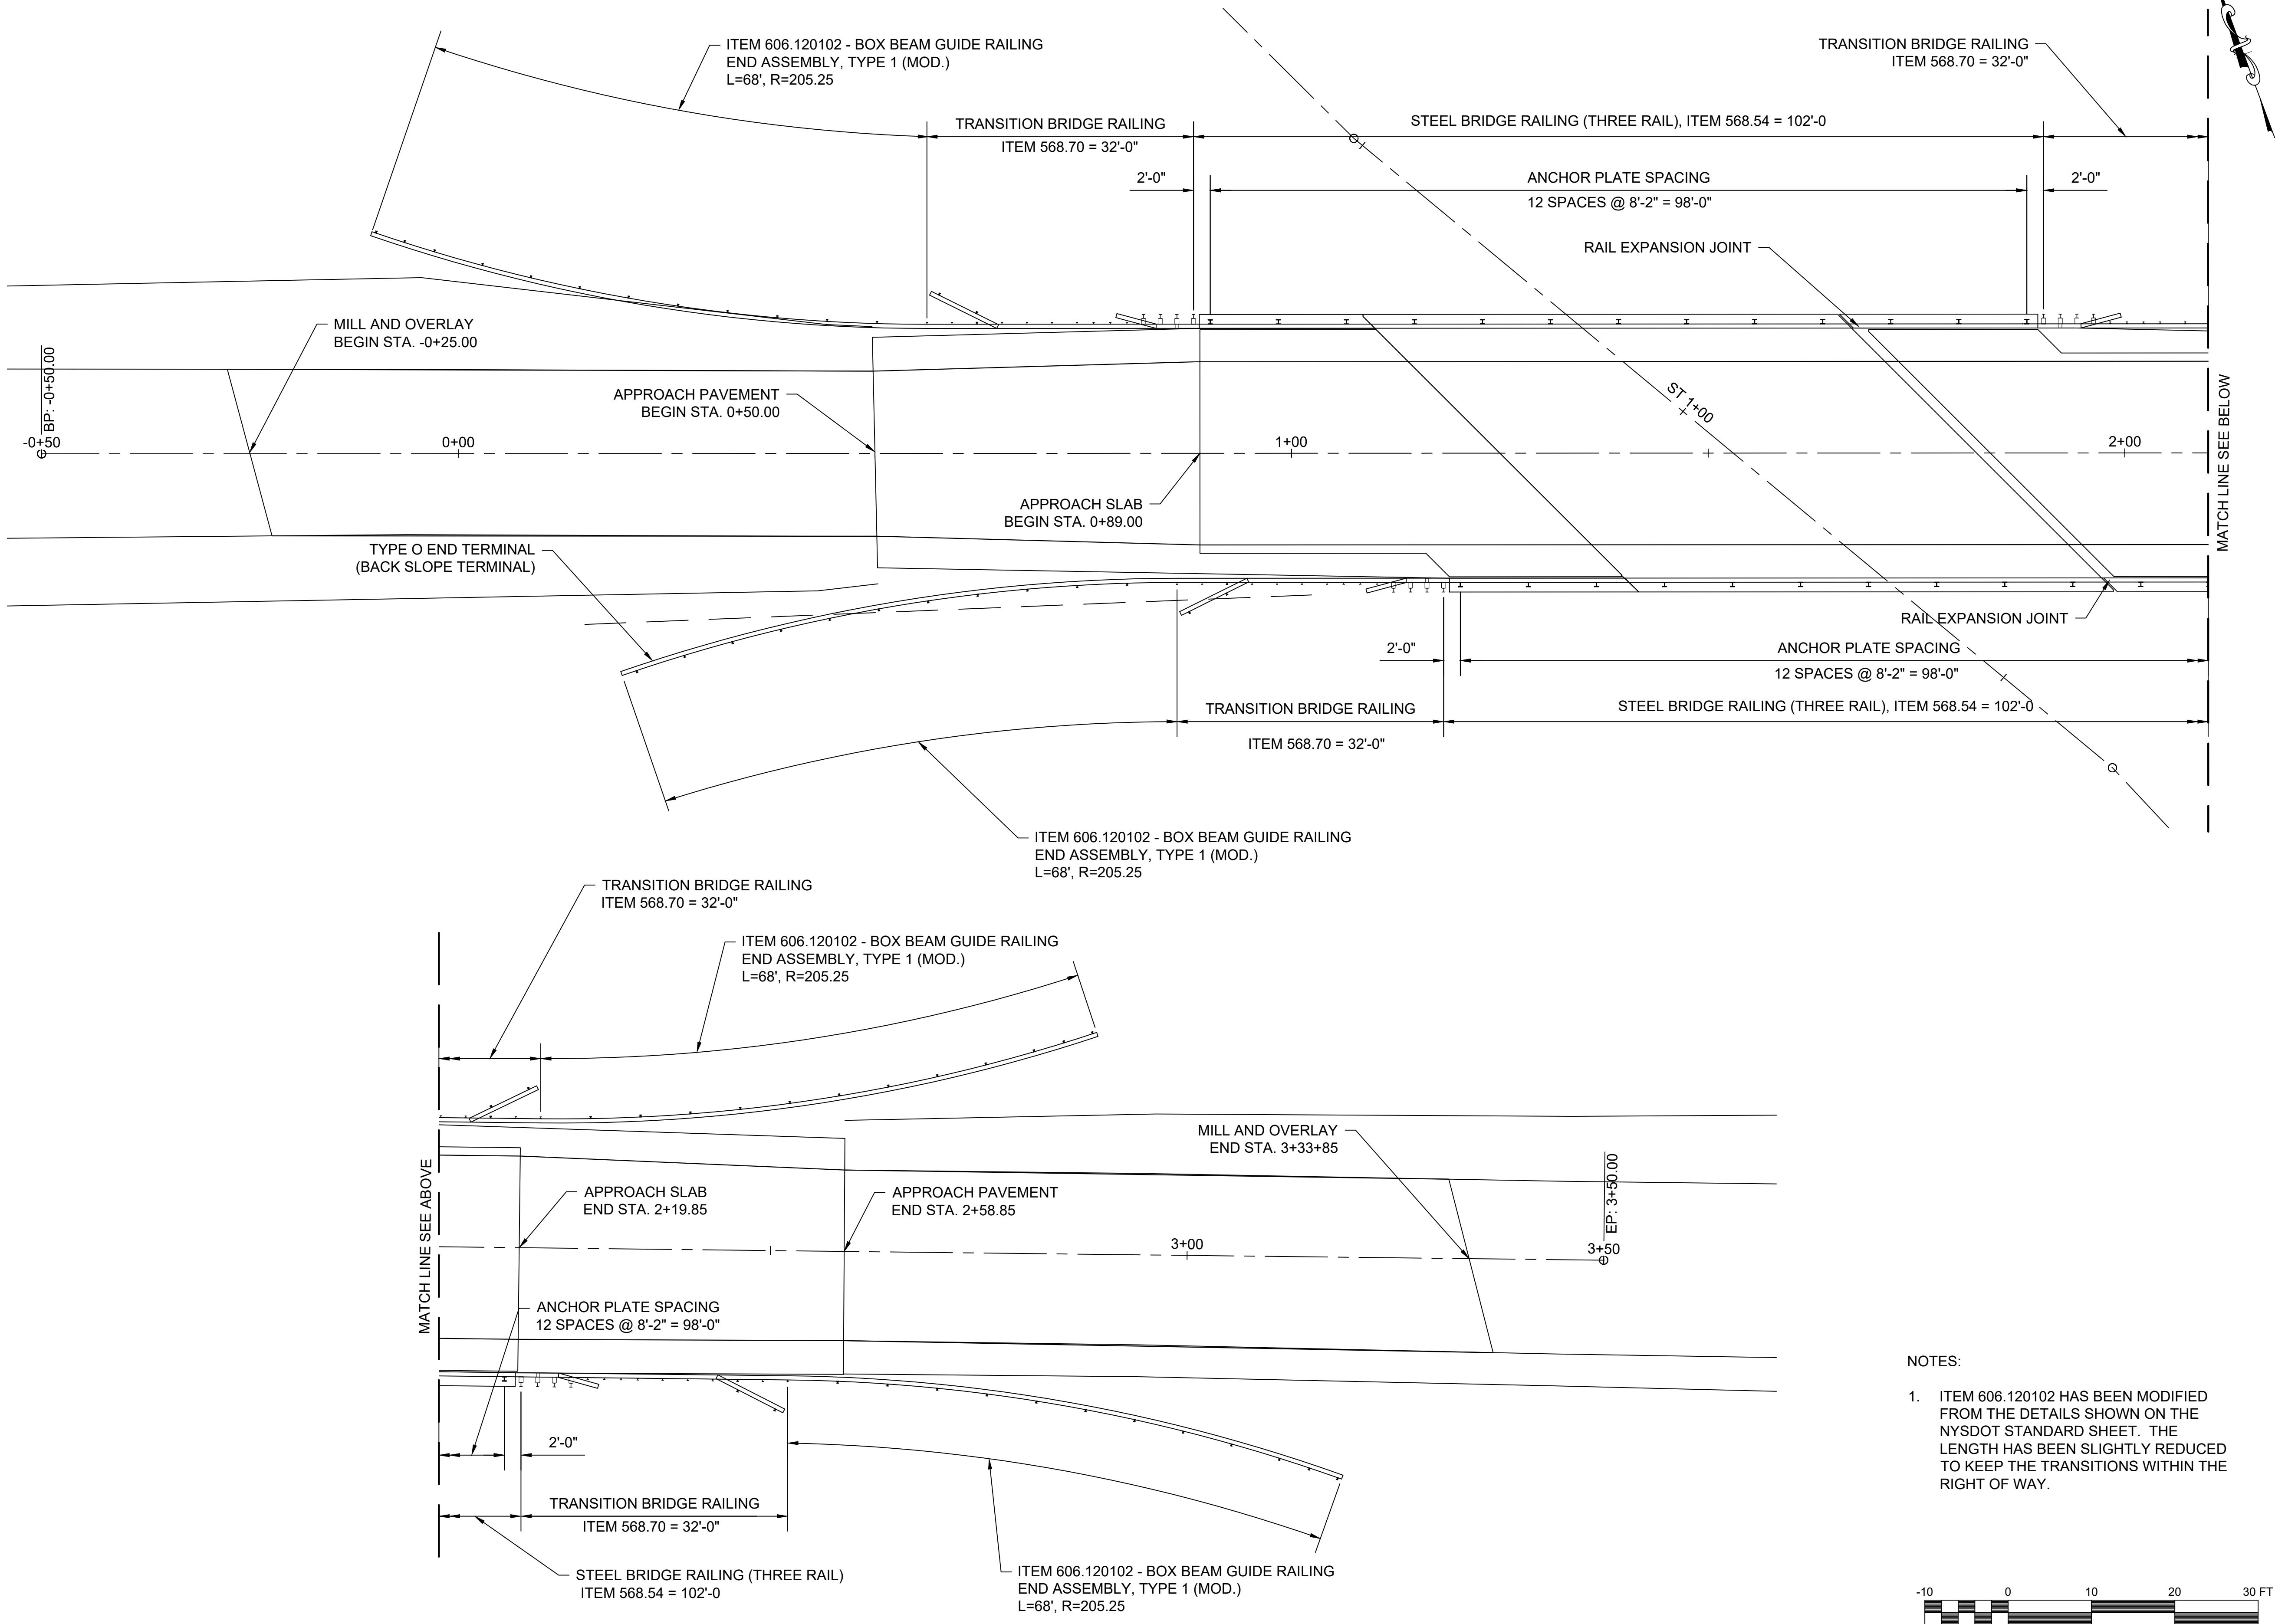 ITEM 606.120102 - BOX BEAM GUIDE RAILING
END ASSEMBLY, TYPE 1 (MOD.)
L=68', R=205.25
TRANSITION BRIDGE RAILING
ITEM 568.70 = 32'-0"
TRANSITION BRIDGE RAILING
ITEM 568.70 = 32'-0"
STEEL BRIDGE RAILING (THREE RAIL), ITEM 568.54 = 102'-0
2'-0"
ANCHOR PLATE SPACING
12 SPACES @ 8'-2" = 98'-0"
2'-0"
RAIL EXPANSION JOINT
MILL AND OVERLAY
BEGIN STA. -0+25.00
BP: -0+50.00
-0+50
0+00
APPROACH PAVEMENT
BEGIN STA. 0+50.00
1+00
ST 1+00
2+00
MATCH LINE SEE BELOW
APPROACH SLAB
BEGIN STA. 0+89.00
TYPE O END TERMINAL
(BACK SLOPE TERMINAL)
RAIL EXPANSION JOINT
2'-0"
ANCHOR PLATE SPACING
12 SPACES @ 8'-2" = 98'-0"
TRANSITION BRIDGE RAILING
ITEM 568.70 = 32'-0"
STEEL BRIDGE RAILING (THREE RAIL), ITEM 568.54 = 102'-0
ITEM 606.120102 - BOX BEAM GUIDE RAILING
END ASSEMBLY, TYPE 1 (MOD.)
L=68', R=205.25
TRANSITION BRIDGE RAILING
ITEM 568.70 = 32'-0"
ITEM 606.120102 - BOX BEAM GUIDE RAILING
END ASSEMBLY, TYPE 1 (MOD.)
L=68', R=205.25
MILL AND OVERLAY
END STA. 3+33+85
MATCH LINE SEE ABOVE
APPROACH SLAB
END STA. 2+19.85
APPROACH PAVEMENT
END STA. 2+58.85
3+00
EP: 3+50.00
3+50
ANCHOR PLATE SPACING
12 SPACES @ 8'-2" = 98'-0"
2'-0"
TRANSITION BRIDGE RAILING
ITEM 568.70 = 32'-0"
STEEL BRIDGE RAILING (THREE RAIL)
ITEM 568.54 = 102'-0
ITEM 606.120102 - BOX BEAM GUIDE RAILING
END ASSEMBLY, TYPE 1 (MOD.)
L=68', R=205.25
NOTES:
1. ITEM 606.120102 HAS BEEN MODIFIED
FROM THE DETAILS SHOWN ON THE
NYSDOT STANDARD SHEET. THE
LENGTH HAS BEEN SLIGHTLY REDUCED
TO KEEP THE TRANSITIONS WITHIN THE
RIGHT OF WAY.
-10 0 10 20 30 FT